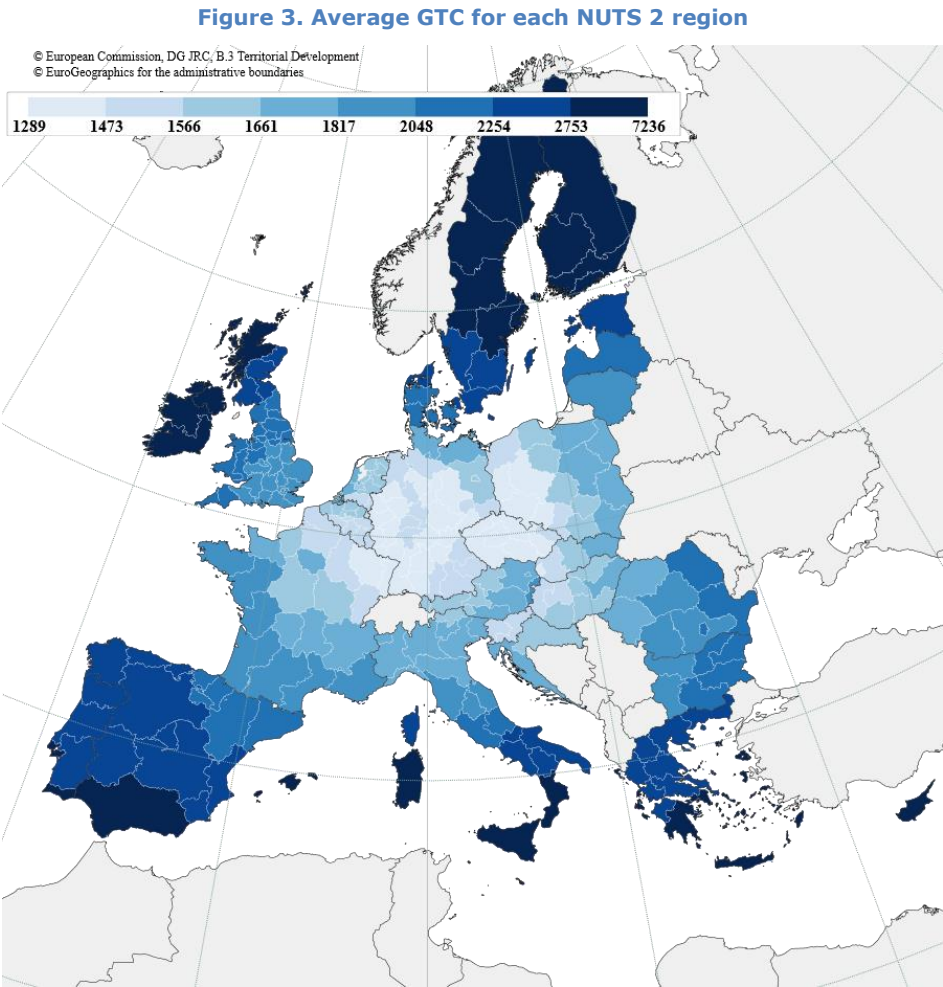 Figure 3. Average GTC for each NUTS 2 region
© European Commission, DG JRC, B.3 Territorial Development
© EuroGeographics for the administrative boundaries
1289 1473 1566 1661 1817 2048 2254 2753 7236